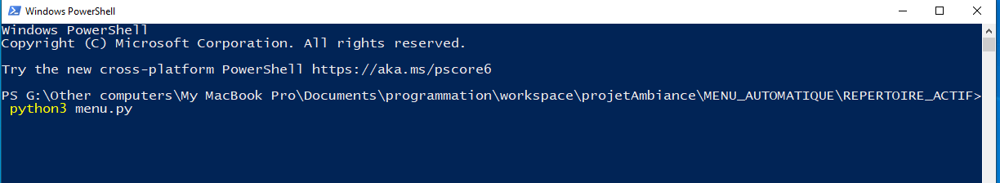 Windows PowerShell
Windows PowerShell
Copyright (C) Microsoft Corporation. All rights reserved.
Try the new cross-platform PowerShell https://aka.ms/pscore6
PS G:\Other computers\My MacBook Pro\Documents\programmation\workspace\projetAmbiance\MENU_AUTOMATIQUE\REPERTOIRE_ACTIF>
python3 menu.py